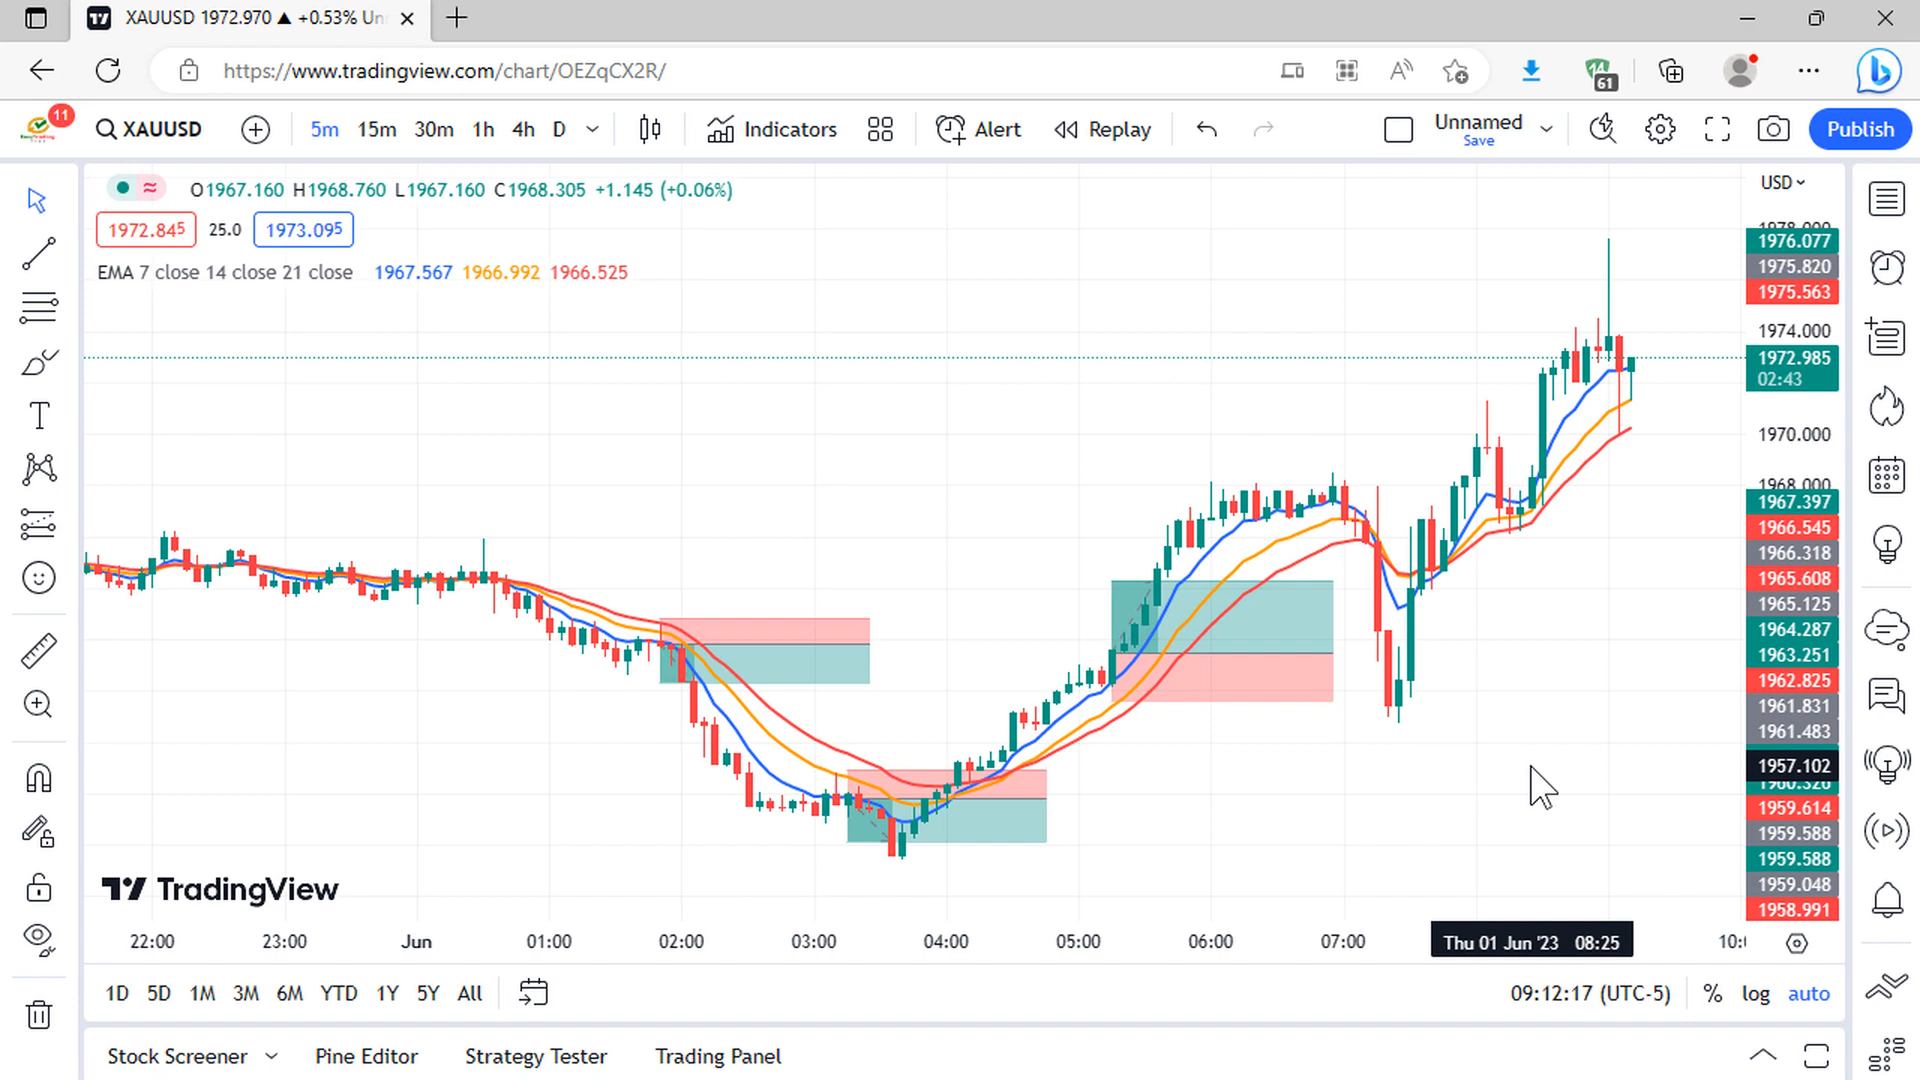 XAUUSD 1972.970 ▲ +0.53% Un
https://www.tradingview.com/chart/OEZqCX2R/
61
11
XAUUSD 5m 15m 30m 1h 4h D Indicators Alert Replay Unnamed Save Publish
O1967.160 H1968.760 L1967.160 C1968.305 +1.145 (+0.06%)
1972.845 25.0 1973.095
EMA 7 close 14 close 21 close 1967.567 1966.992 1966.525
USD
1978.000
1976.077
1975.820
1975.563
1974.000
1972.985
02:43
1970.000
1968.000
1967.397
1966.545
1966.318
1965.608
1965.125
1964.287
1963.251
1962.825
1961.831
1961.483
1957.102
1959.614
1959.588
1959.588
1959.048
1958.991
TradingView
22:00 23:00 Jun 01:00 02:00 03:00 04:00 05:00 06:00 07:00 Thu 01 Jun '23 08:25 10:
1D 5D 1M 3M 6M YTD 1Y 5Y All 09:12:17 (UTC-5) % log auto
Stock Screener Pine Editor Strategy Tester Trading Panel